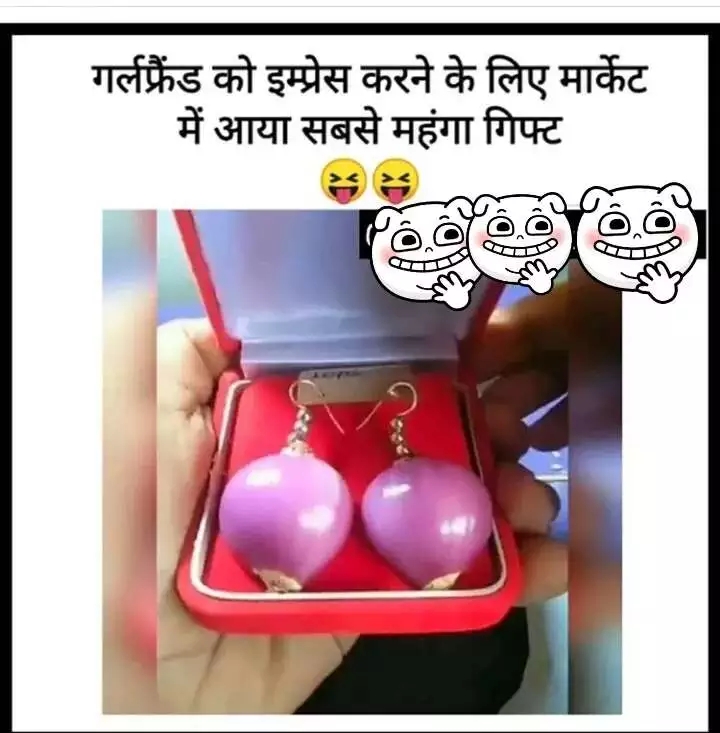 गर्लफ्रैंड को इम्प्रेस करने के लिए मार्केट
में आया सबसे महंगा गिफ्ट
😝😝